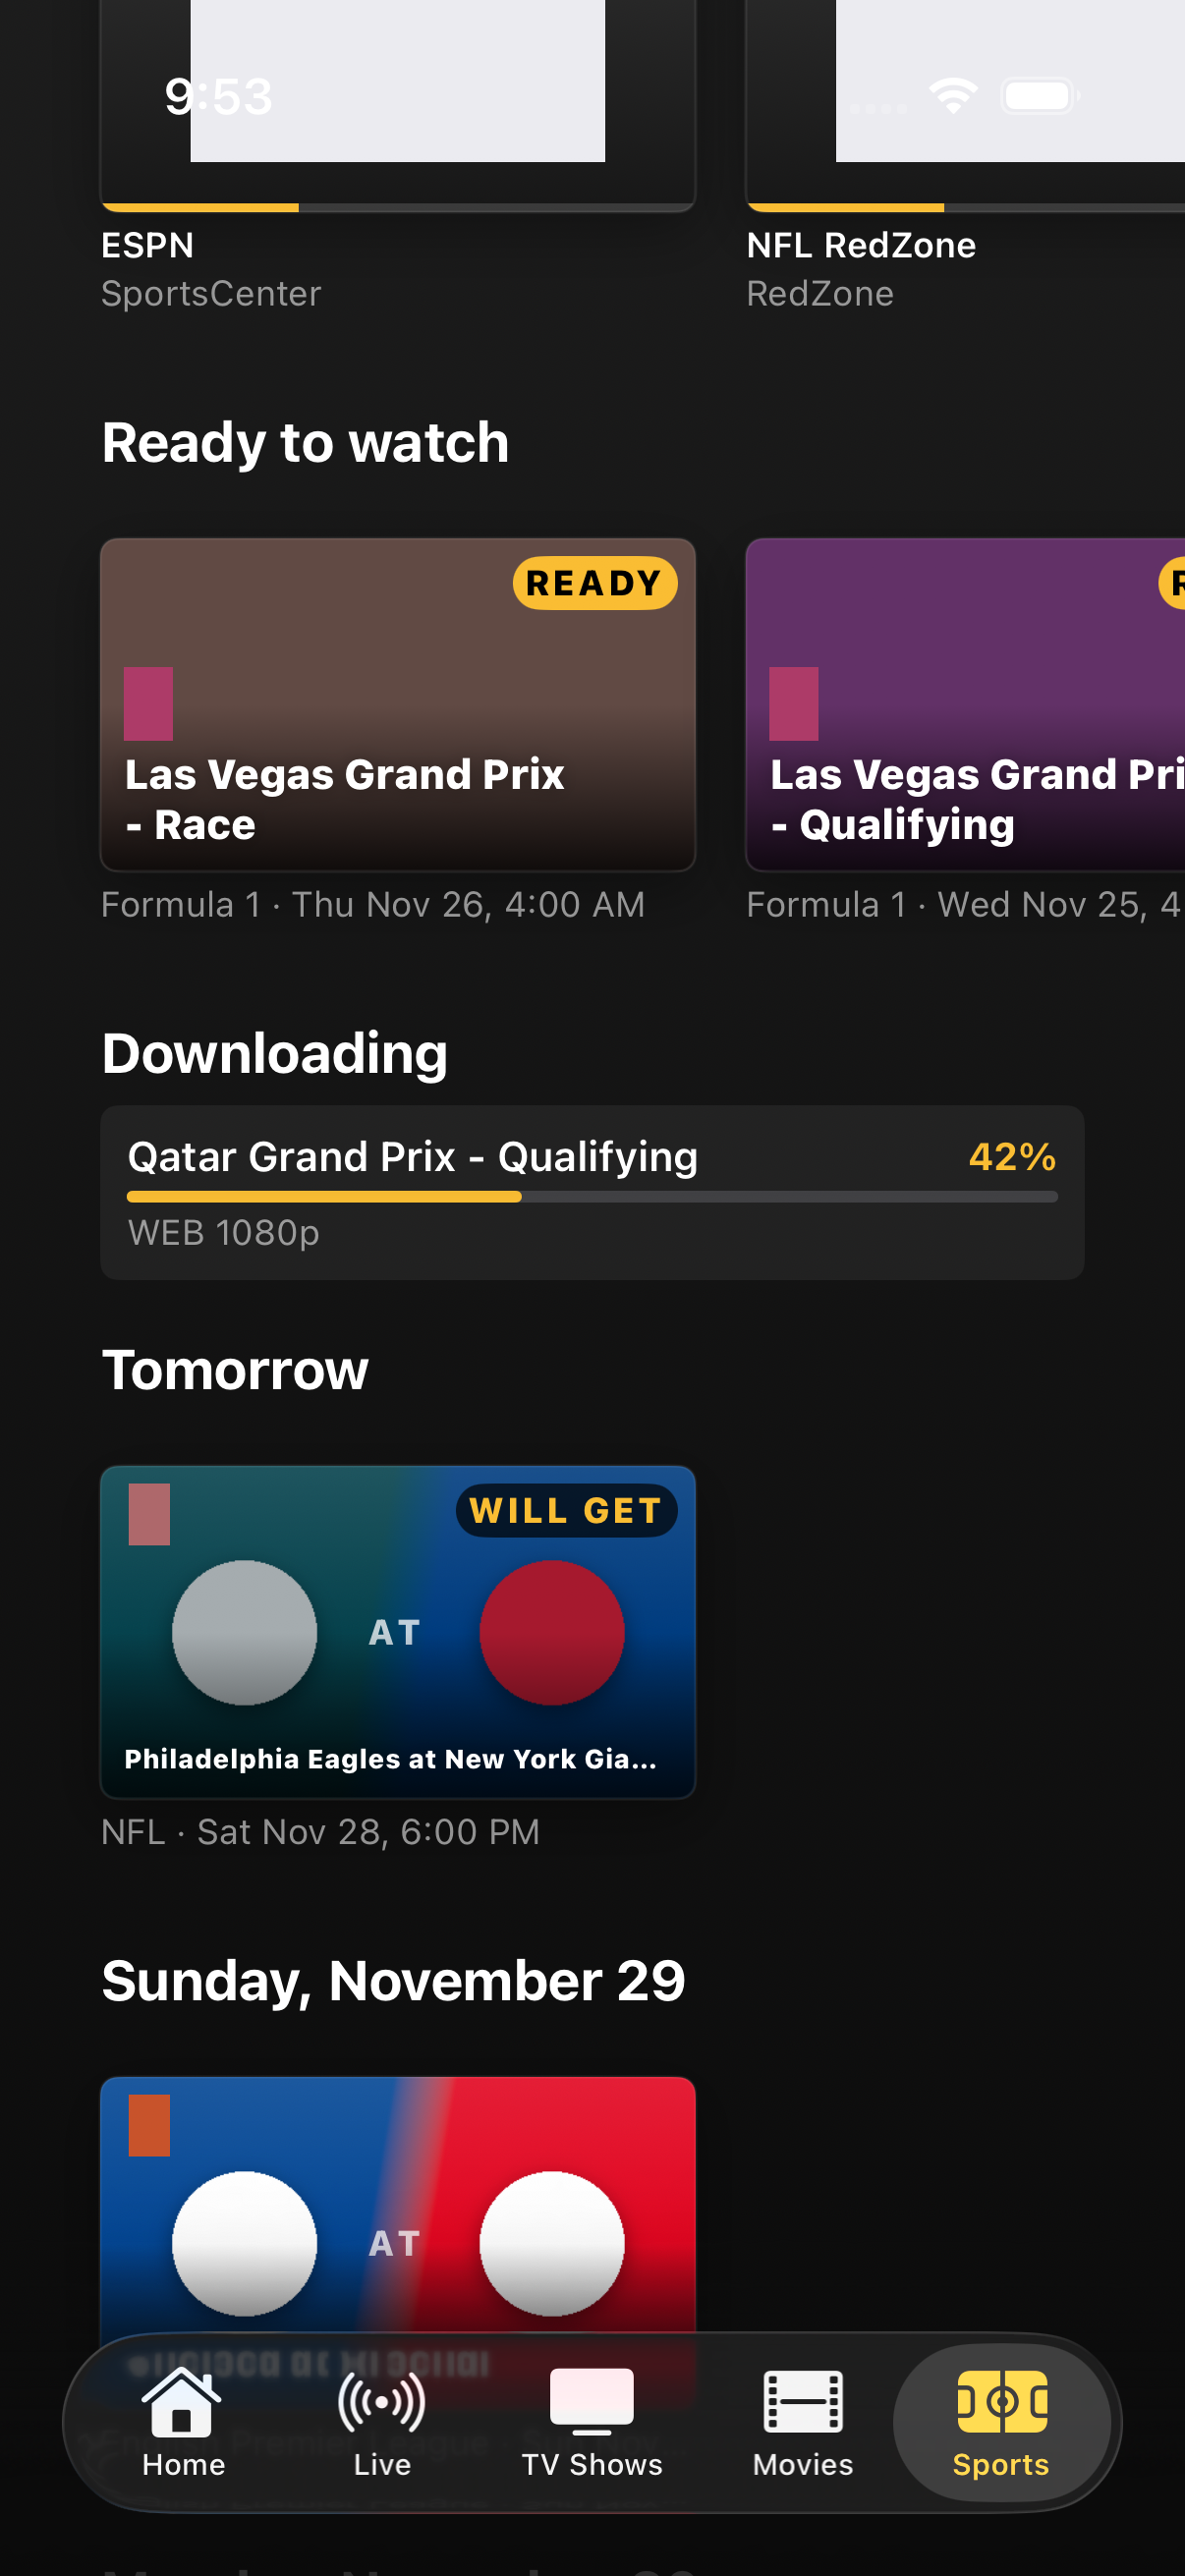 9:53
ESPN
NFL RedZone
SportsCenter
RedZone
Ready to watch
READY
Las Vegas Grand Prix
- Race
Las Vegas Grand Pri
- Qualifying
Formula 1 · Thu Nov 26, 4:00 AM
Formula 1 · Wed Nov 25, 4
Downloading
Qatar Grand Prix - Qualifying
42%
WEB 1080p
Tomorrow
WILL GET
AT
Philadelphia Eagles at New York Gia...
NFL · Sat Nov 28, 6:00 PM
Sunday, November 29
AT
Home
Live
TV Shows
Movies
Sports